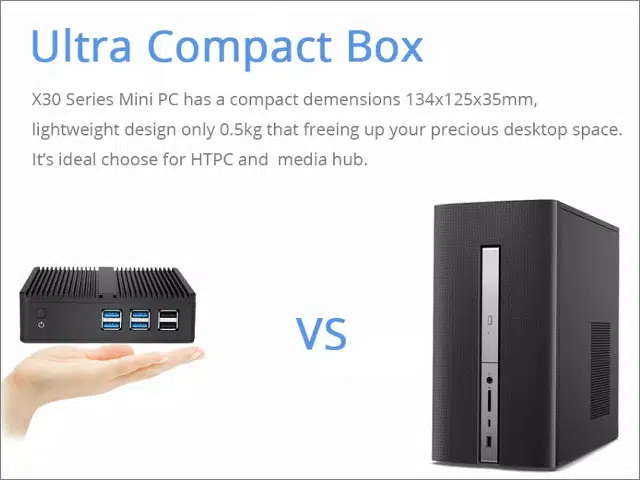 Ultra Compact Box
X30 Series Mini PC has a compact demensions 134x125x35mm,
lightweight design only 0.5kg that freeing up your precious desktop space.
It’s ideal choose for HTPC and  media hub.
VS